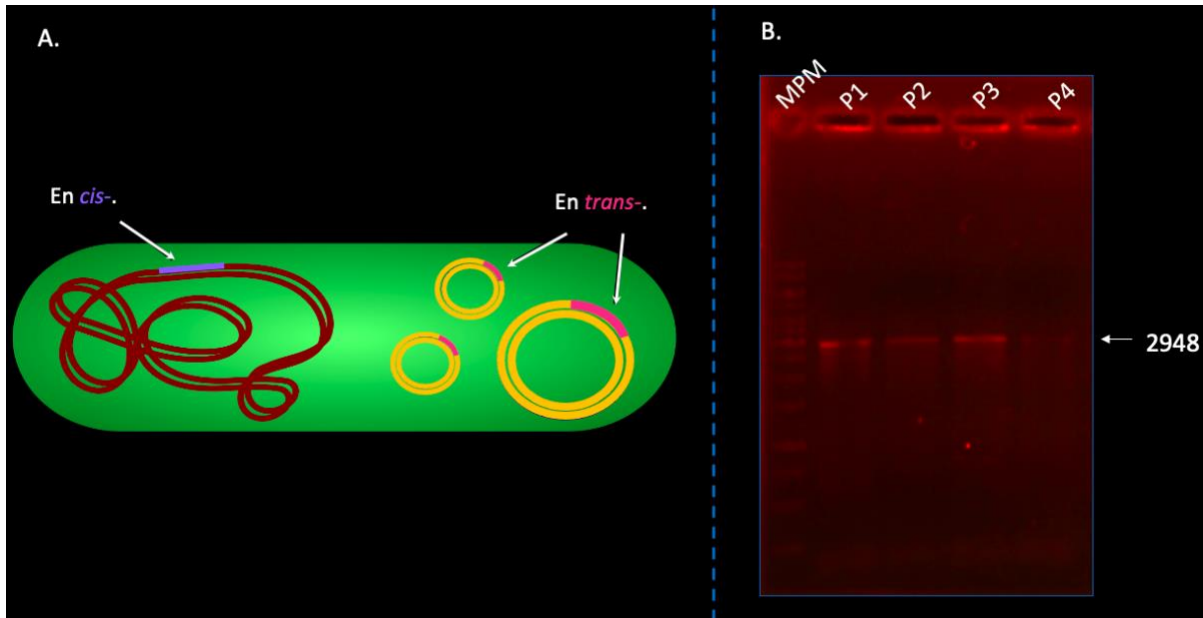 A.
En cis-.
En trans-.
B.
MPM P1 P2 P3 P4
2948